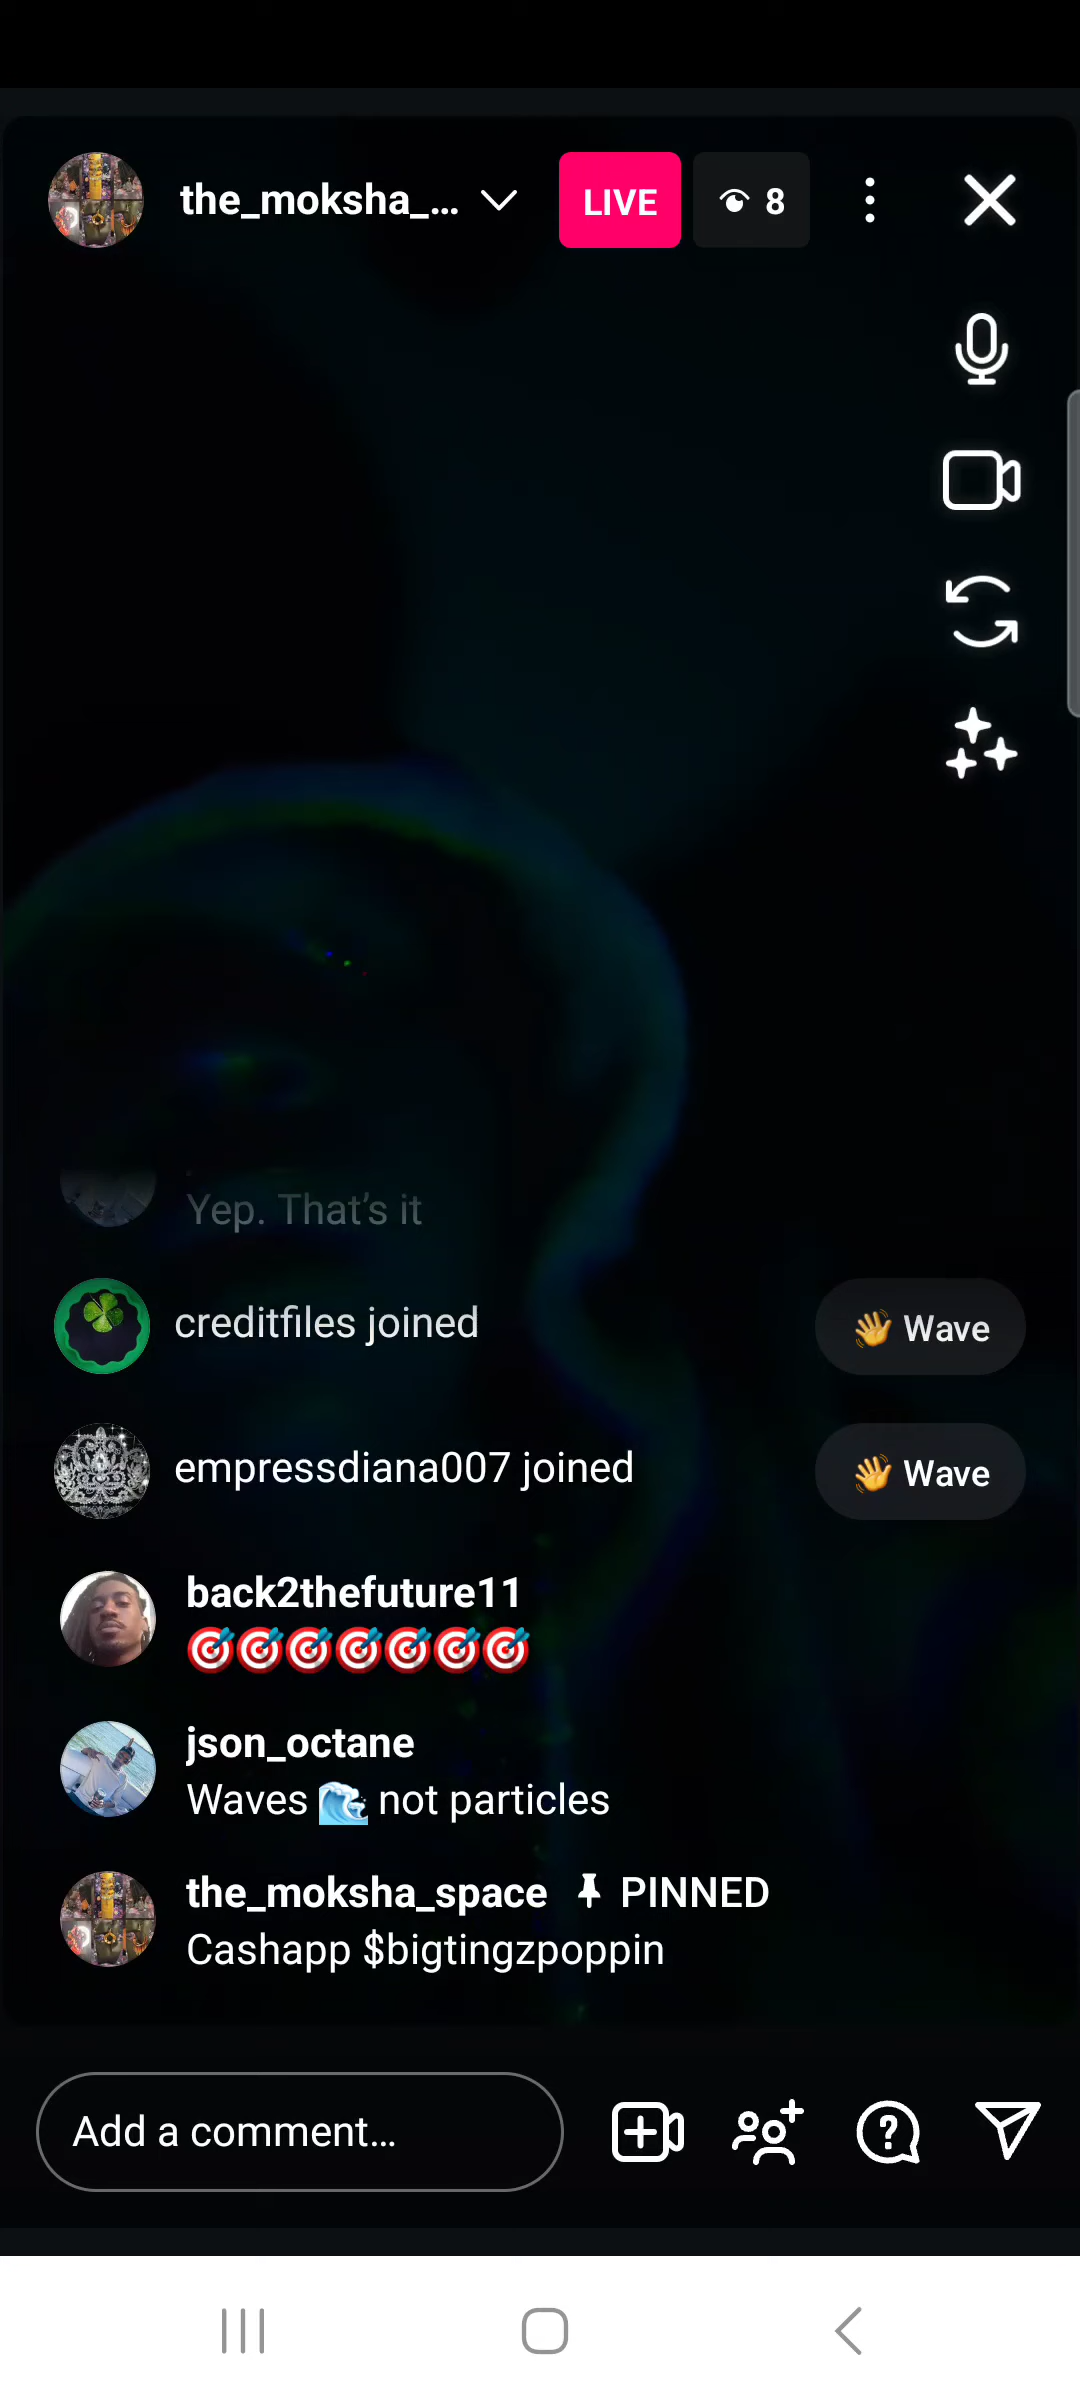 the_moksha_... LIVE 8
Yep. That’s it
creditfiles joined 👋 Wave
empressdiana007 joined 👋 Wave
back2thefuture11
🎯🎯🎯🎯🎯🎯🎯
json_octane
Waves 🌊 not particles
the_moksha_space 📌 PINNED
Cashapp $bigtingzpoppin
Add a comment...